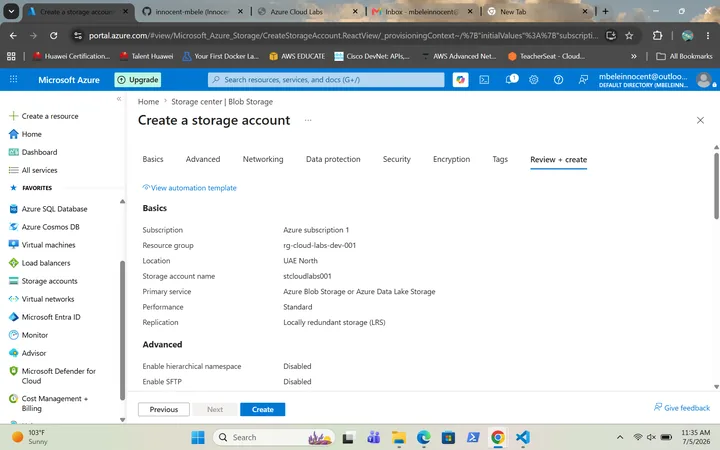 Create a storage accou
innocent-mbele (Innocen
Azure Cloud Labs
Inbox - mbeleinnocent@
New Tab
portal.azure.com/#view/Microsoft_Azure_Storage/CreateStorageAccount.ReactView/_provisioningContext~/%7B"initialValues"%3A%7B"subscripti...
Huawei Certification...
Talent Huawei
Your First Docker La...
AWS EDUCATE
Cisco DevNet: APIs,...
AWS Advanced Net...
TeacherSeat - Cloud...
»
All Bookmarks
Microsoft Azure
Upgrade
Search resources, services, and docs (G+/)
1
mbeleinnocent@outloo...
DEFAULT DIRECTORY (MBELEIN...
«
Create a resource
Home
Dashboard
All services
FAVORITES
Azure SQL Database
Azure Cosmos DB
Virtual machines
Load balancers
Storage accounts
Virtual networks
Microsoft Entra ID
Monitor
Advisor
Microsoft Defender for
Cloud
Cost Management +
Billing
Home > Storage center | Blob Storage
Create a storage account ...
Basics Advanced Networking Data protection Security Encryption Tags Review + create
View automation template
Basics
Subscription Azure subscription 1
Resource group rg-cloud-labs-dev-001
Location UAE North
Storage account name stcloudlabs001
Primary service Azure Blob Storage or Azure Data Lake Storage
Performance Standard
Replication Locally redundant storage (LRS)
Advanced
Enable hierarchical namespace Disabled
Enable SFTP Disabled
Previous Next Create
Give feedback
103°F
Sunny
Search
11:35 AM
7/5/2026